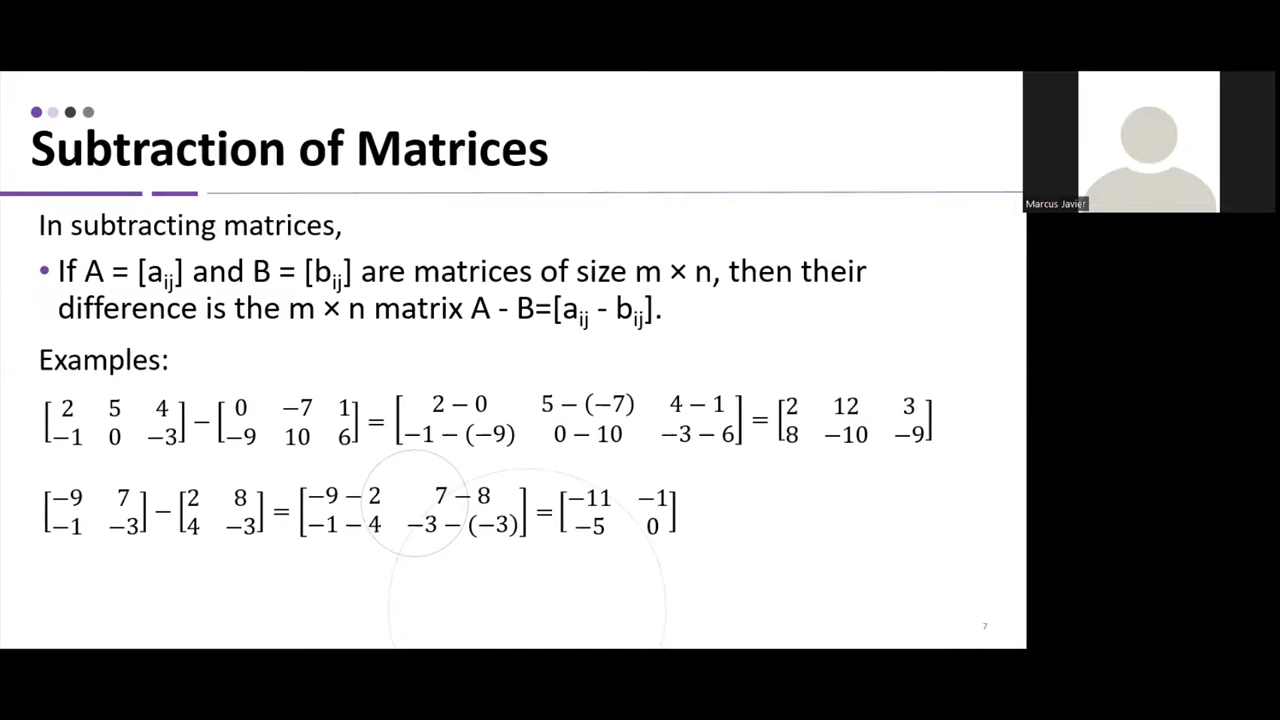 Subtraction of Matrices
Marcus Javier
In subtracting matrices,
• If A = [aij] and B = [bij] are matrices of size m × n, then their
difference is the m × n matrix A - B=[aij - bij].
Examples:
[2 5 4; −1 0 −3] − [0 −7 1; −9 10 6] = [2 − 0 5 − (−7) 4 − 1; −1 − (−9) 0 − 10 −3 − 6] = [2 12 3; 8 −10 −9]
[−9 7; −1 −3] − [2 8; 4 −3] = [−9 − 2 7 − 8; −1 − 4 −3 − (−3)] = [−11 −1; −5 0]
7